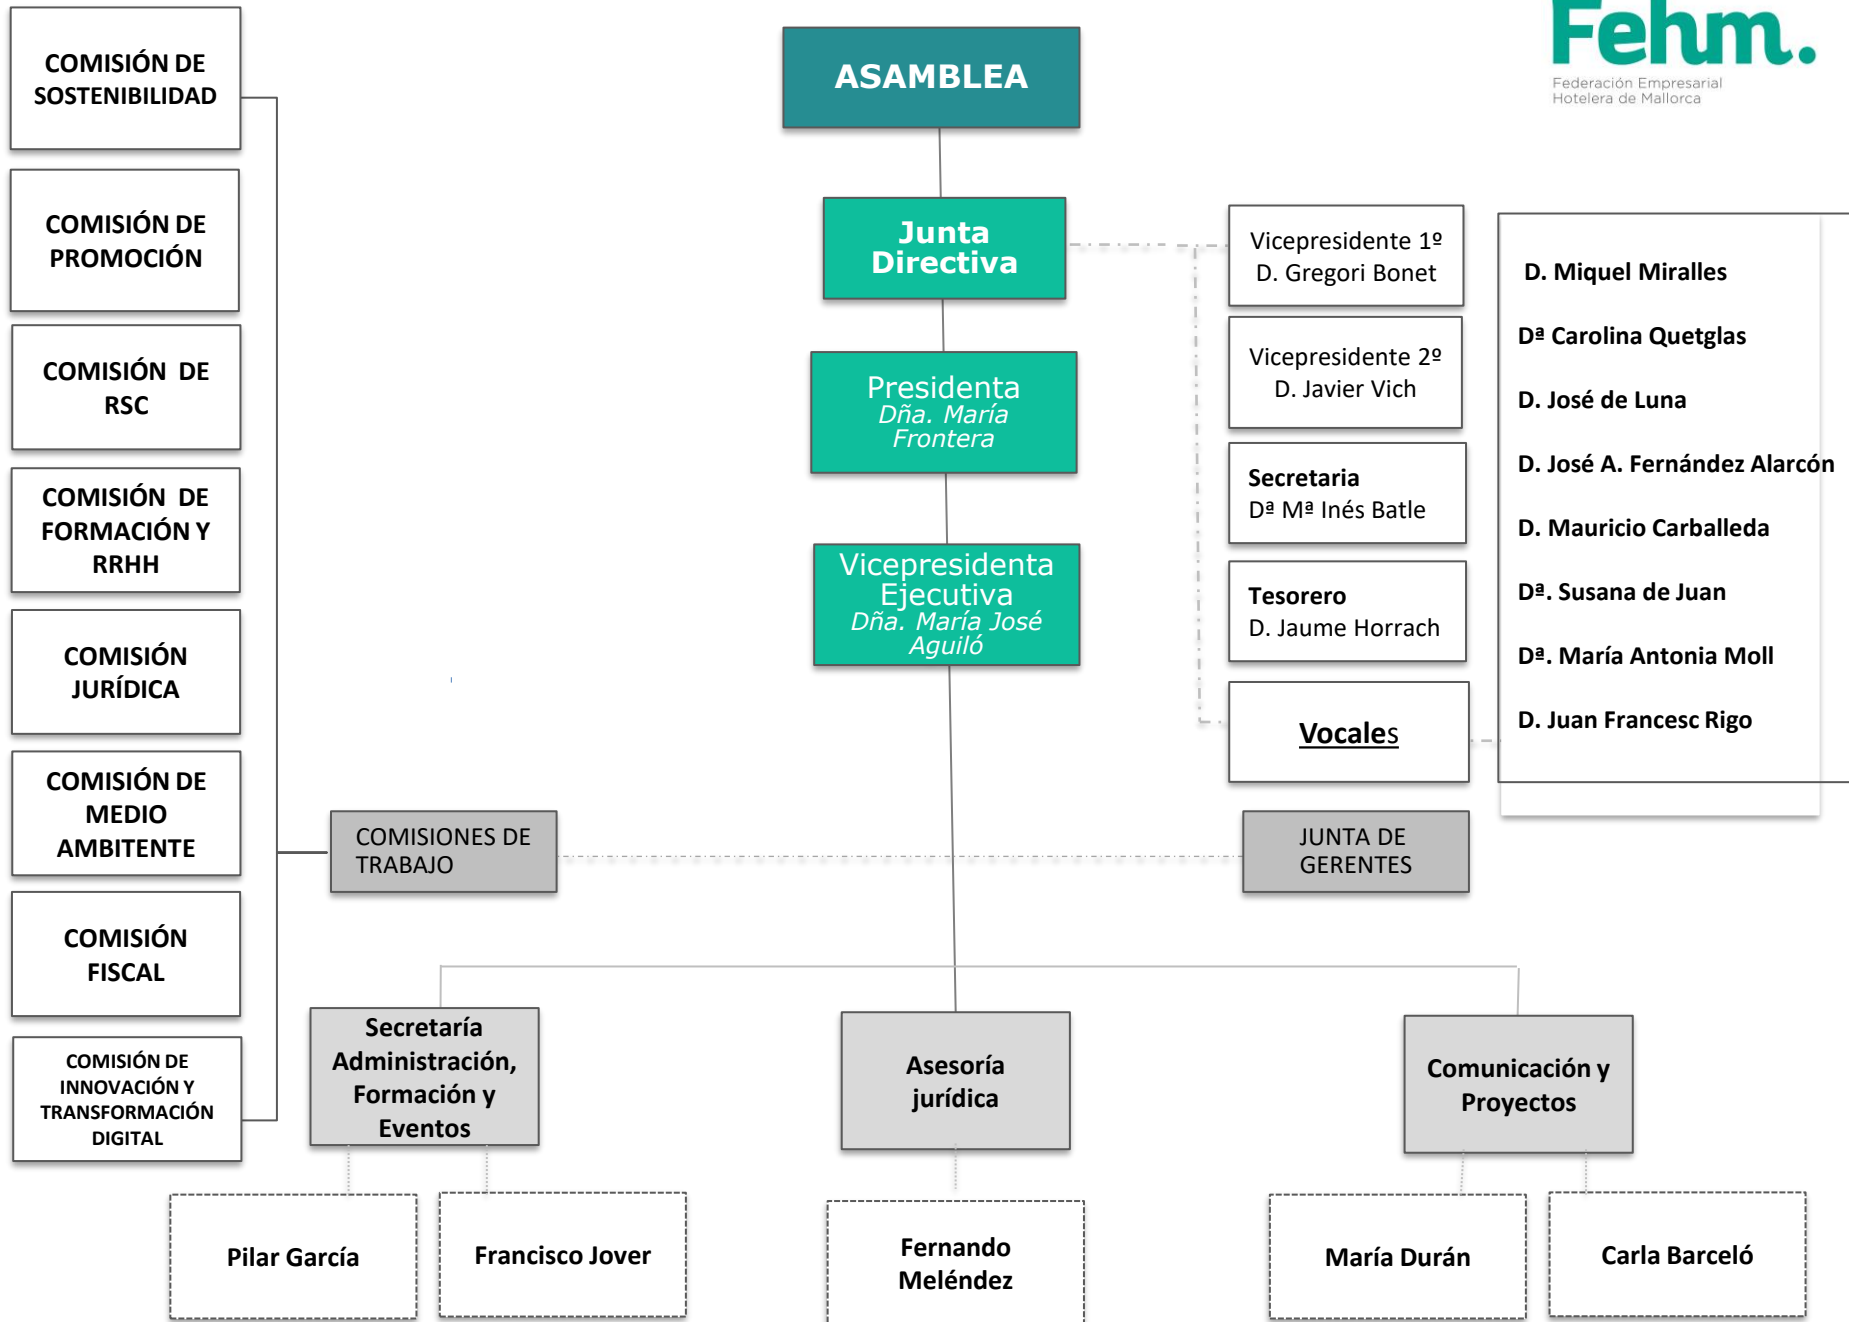 Fehm.
Federación Empresarial
Hotelera de Mallorca
ASAMBLEA
Junta
Directiva
Presidenta
Dña. María
Frontera
Vicepresidenta
Ejecutiva
Dña. María José
Aguiló
COMISIÓN DE
SOSTENIBILIDAD
COMISIÓN DE
PROMOCIÓN
COMISIÓN DE
RSC
COMISIÓN DE
FORMACIÓN Y
RRHH
COMISIÓN
JURÍDICA
COMISIÓN DE
MEDIO
AMBITENTE
COMISIÓN
FISCAL
COMISIÓN DE
INNOVACIÓN Y
TRANSFORMACIÓN
DIGITAL
COMISIONES DE
TRABAJO
Vicepresidente 1º
D. Gregori Bonet
Vicepresidente 2º
D. Javier Vich
Secretaria
Dª Mª Inés Batle
Tesorero
D. Jaume Horrach
Vocales
D. Miquel Miralles
Dª Carolina Quetglas
D. José de Luna
D. José A. Fernández Alarcón
D. Mauricio Carballeda
Dª. Susana de Juan
Dª. María Antonia Moll
D. Juan Francesc Rigo
JUNTA DE
GERENTES
Secretaría
Administración,
Formación y
Eventos
Asesoría
jurídica
Comunicación y
Proyectos
Pilar García
Francisco Jover
Fernando
Meléndez
María Durán
Carla Barceló